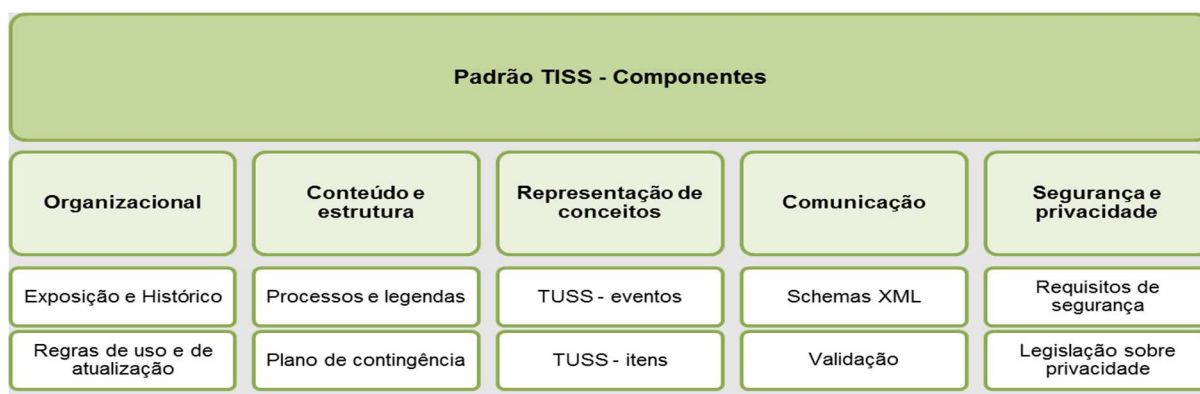 Padrão TISS - Componentes
Organizacional
Conteúdo e
estrutura
Representação de
conceitos
Comunicação
Segurança e
privacidade
Exposição e Histórico
Processos e legendas
TUSS - eventos
Schemas XML
Requisitos de
segurança
Regras de uso e de
atualização
Plano de contingência
TUSS - itens
Validação
Legislação sobre
privacidade